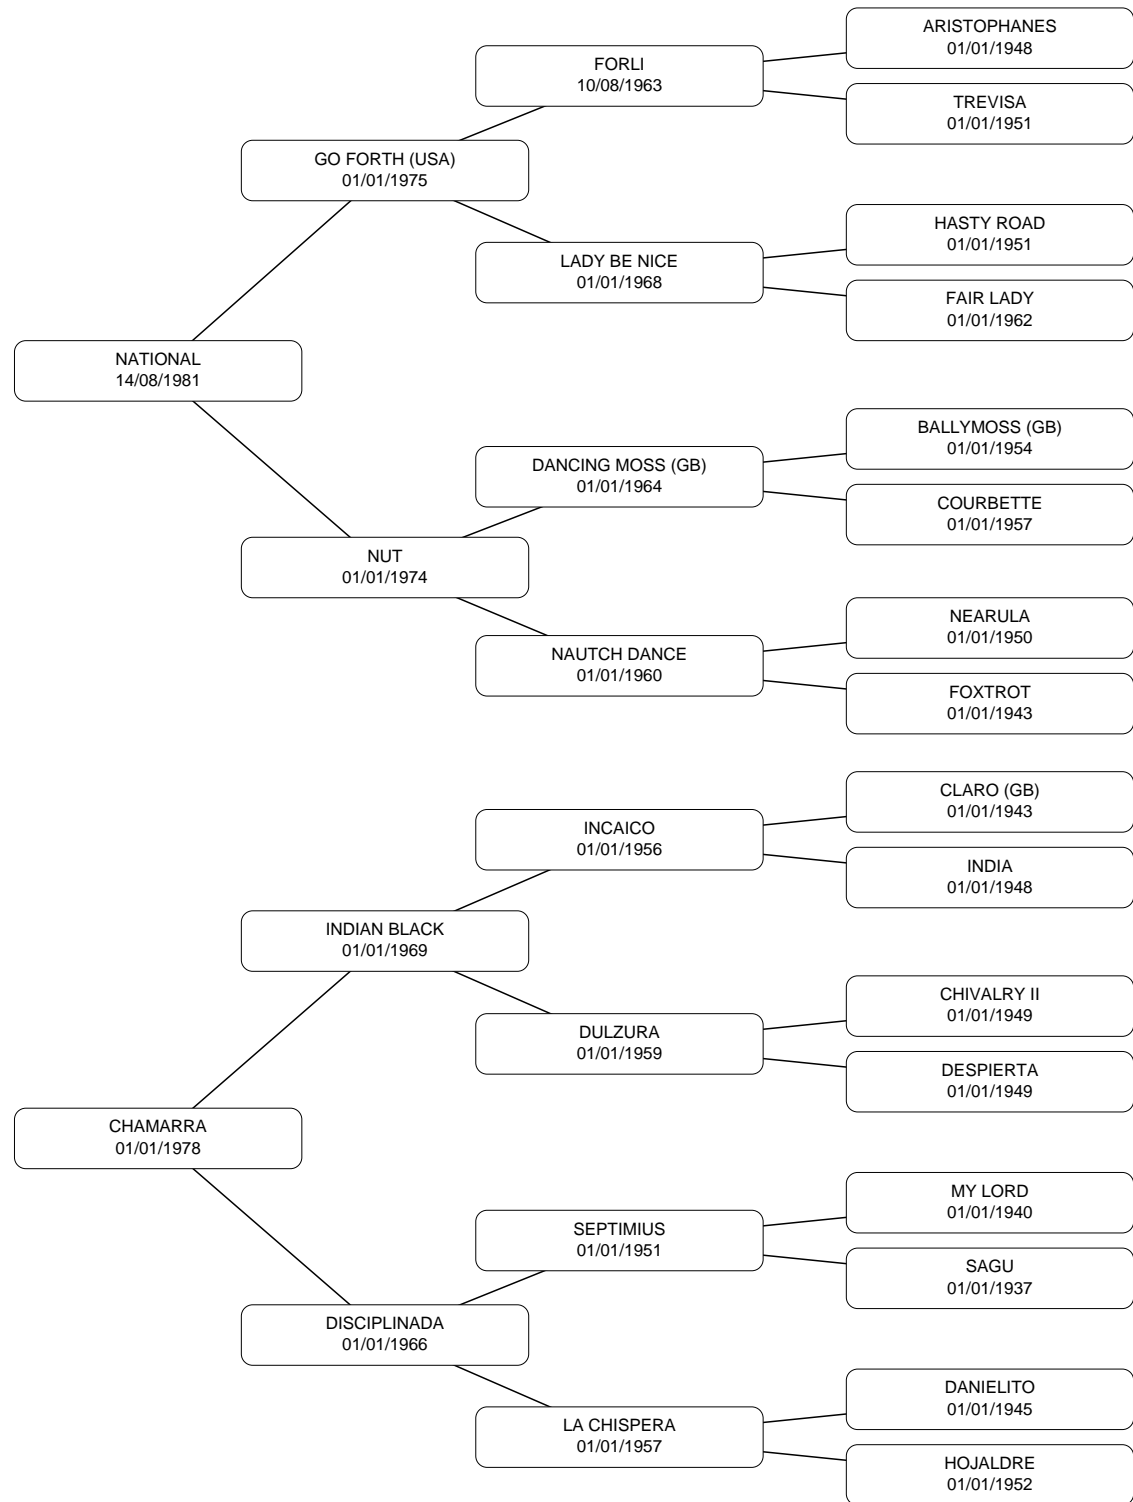 ARISTOPHANES
01/01/1948
FORLI
10/08/1963
TREVISA
01/01/1951
GO FORTH (USA)
01/01/1975
HASTY ROAD
01/01/1951
LADY BE NICE
01/01/1968
FAIR LADY
01/01/1962
NATIONAL
14/08/1981
BALLYMOSS (GB)
01/01/1954
DANCING MOSS (GB)
01/01/1964
COURBETTE
01/01/1957
NUT
01/01/1974
NEARULA
01/01/1950
NAUTCH DANCE
01/01/1960
FOXTROT
01/01/1943
CLARO (GB)
01/01/1943
INCAICO
01/01/1956
INDIA
01/01/1948
INDIAN BLACK
01/01/1969
CHIVALRY II
01/01/1949
DULZURA
01/01/1959
DESPIERTA
01/01/1949
CHAMARRA
01/01/1978
MY LORD
01/01/1940
SEPTIMIUS
01/01/1951
SAGU
01/01/1937
DISCIPLINADA
01/01/1966
DANIELITO
01/01/1945
LA CHISPERA
01/01/1957
HOJALDRE
01/01/1952